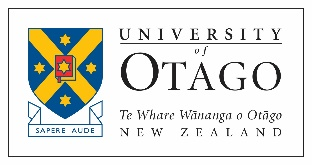 UNIVERSITY
of
OTAGO
Te Whare Wānanga o Otāgo
NEW ZEALAND
SAPERE AUDE